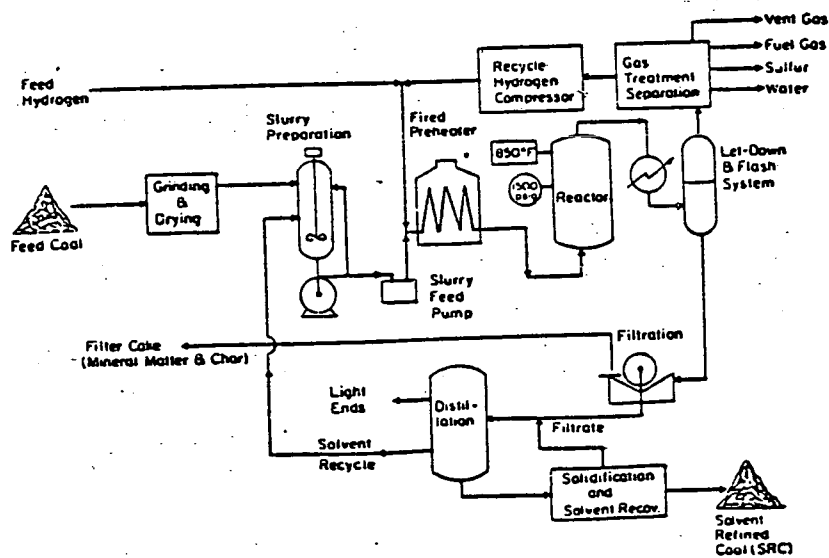 Vent Gas
Fuel Gas
Sulfur
Water
Feed
Hydrogen
Recycle
Hydrogen
Compressor
Gas
Treatment
Separation
Slurry
Preparation
Fired
Preheater
850°F
1500
psig
Reactor
Let-Down
& Flash
System
Grinding
&
Drying
Feed Coal
Slurry
Feed
Pump
Filter Cake
(Mineral Matter & Char)
Filtration
Light
Ends
Distil-
lation
Filtrate
Solvent
Recycle
Solidification
and
Solvent Recov.
Solvent
Refined
Coal (SRC)